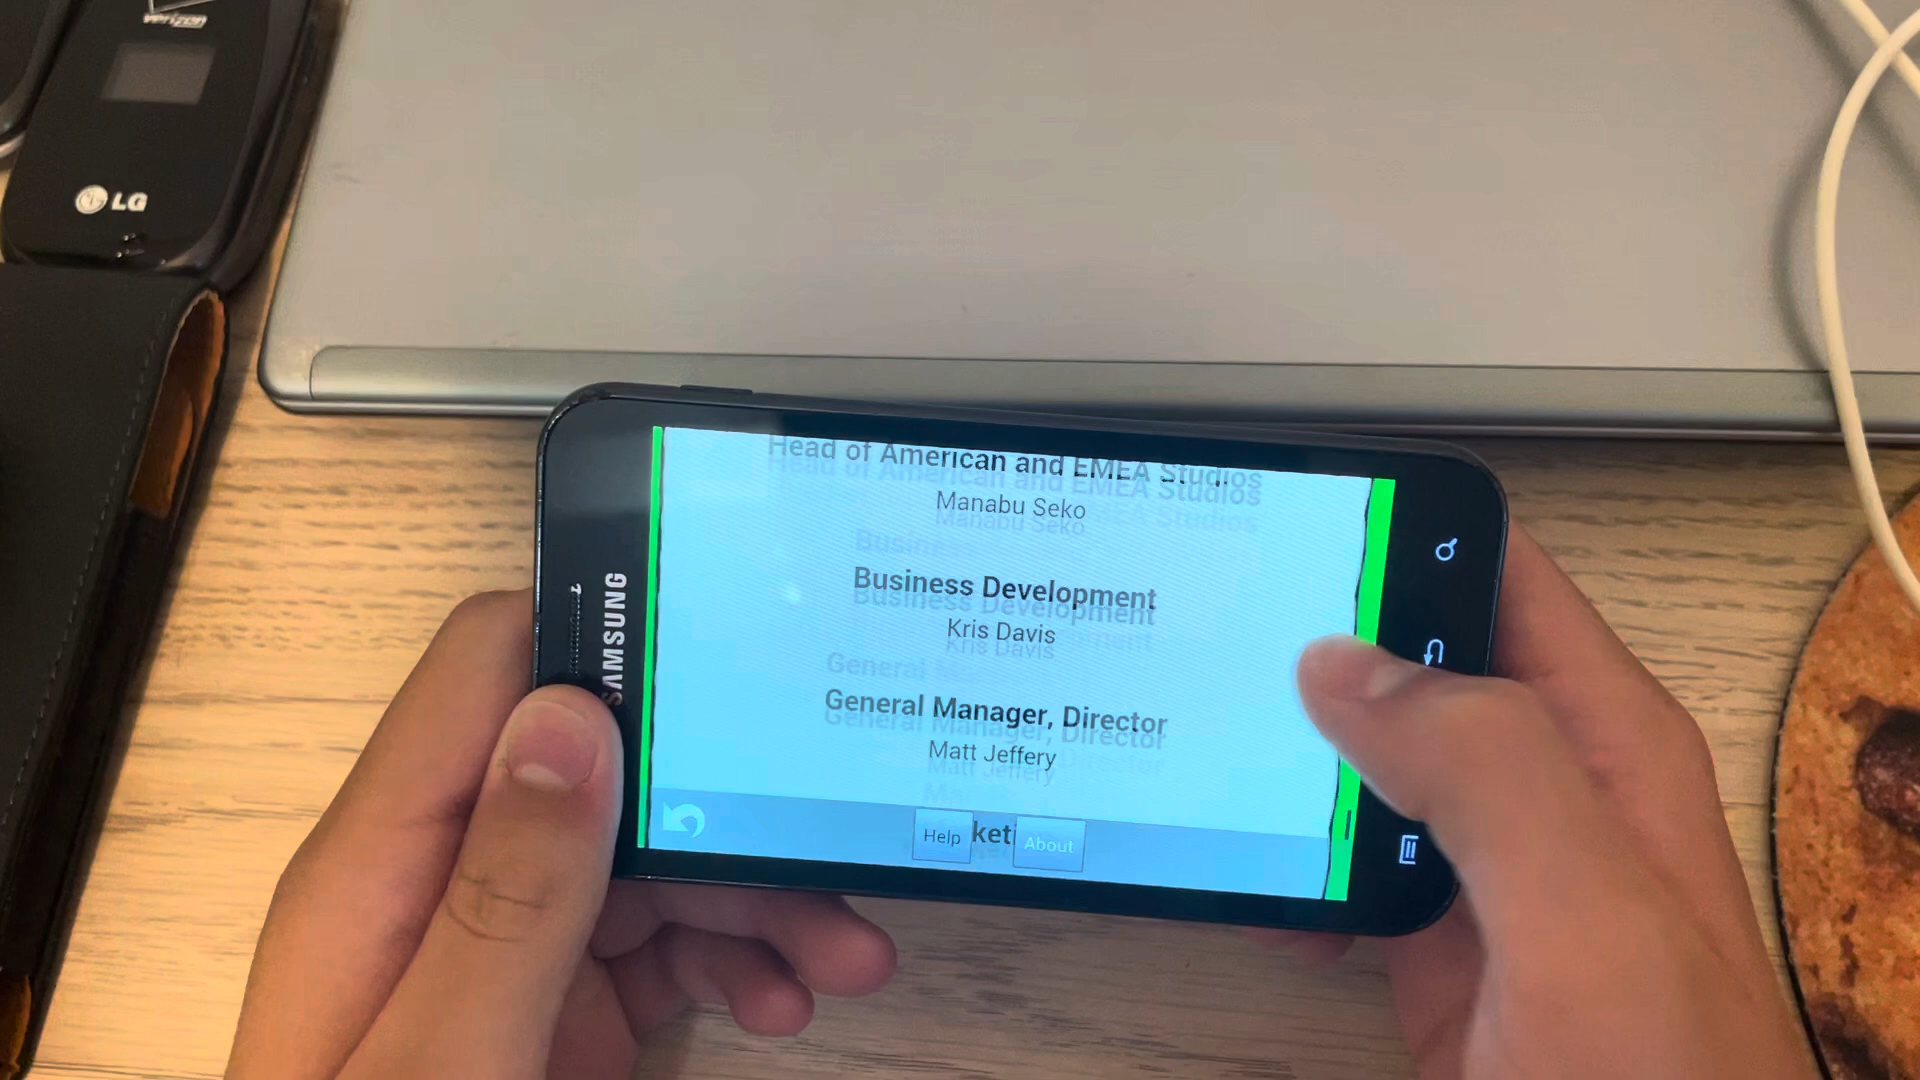 verizon
LG
SAMSUNG
Head of American and EMEA Studios
Manabu Seko
Business Development
Kris Davis
General Manager, Director
Matt Jeffery
keti
Help
About